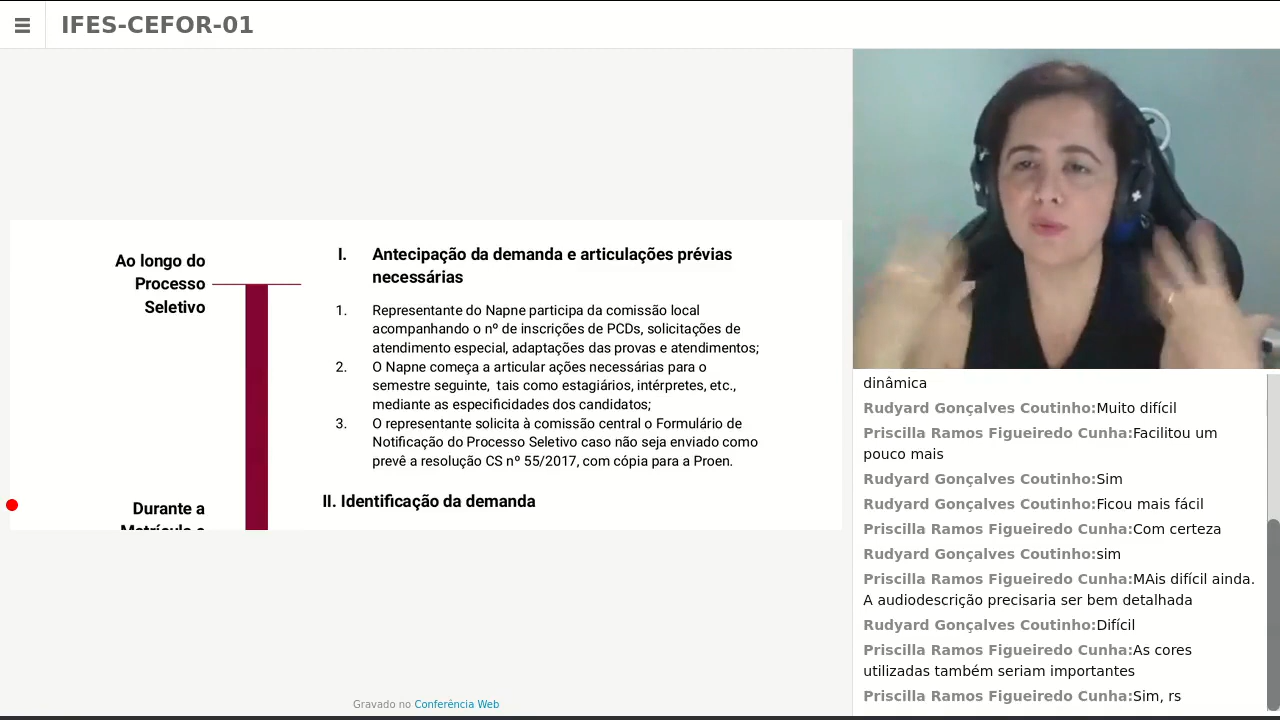 IFES-CEFOR-01
Ao longo do
Processo
Seletivo
I. Antecipação da demanda e articulações prévias
necessárias
1. Representante do Napne participa da comissão local
acompanhando o nº de inscrições de PCDs, solicitações de
atendimento especial, adaptações das provas e atendimentos;
2. O Napne começa a articular ações necessárias para o
semestre seguinte, tais como estagiários, intérpretes, etc.,
mediante as especificidades dos candidatos;
3. O representante solicita à comissão central o Formulário de
Notificação do Processo Seletivo caso não seja enviado como
prevê a resolução CS nº 55/2017, com cópia para a Proen.
II. Identificação da demanda
Durante a
Matrícula e
Gravado no Conferência Web
dinâmica
Rudyard Gonçalves Coutinho:Muito difícil
Priscilla Ramos Figueiredo Cunha:Facilitou um
pouco mais
Rudyard Gonçalves Coutinho:Sim
Rudyard Gonçalves Coutinho:Ficou mais fácil
Priscilla Ramos Figueiredo Cunha:Com certeza
Rudyard Gonçalves Coutinho:sim
Priscilla Ramos Figueiredo Cunha:MAis difícil ainda.
A audiodescrição precisaria ser bem detalhada
Rudyard Gonçalves Coutinho:Difícil
Priscilla Ramos Figueiredo Cunha:As cores
utilizadas também seriam importantes
Priscilla Ramos Figueiredo Cunha:Sim, rs